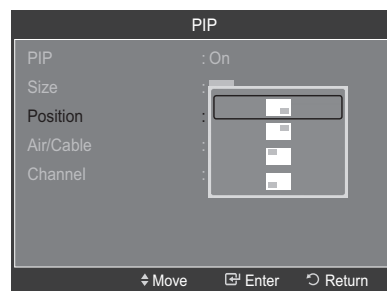 PIP
PIP : On
Size :
Position :
Air/Cable :
Channel :
Move Enter Return